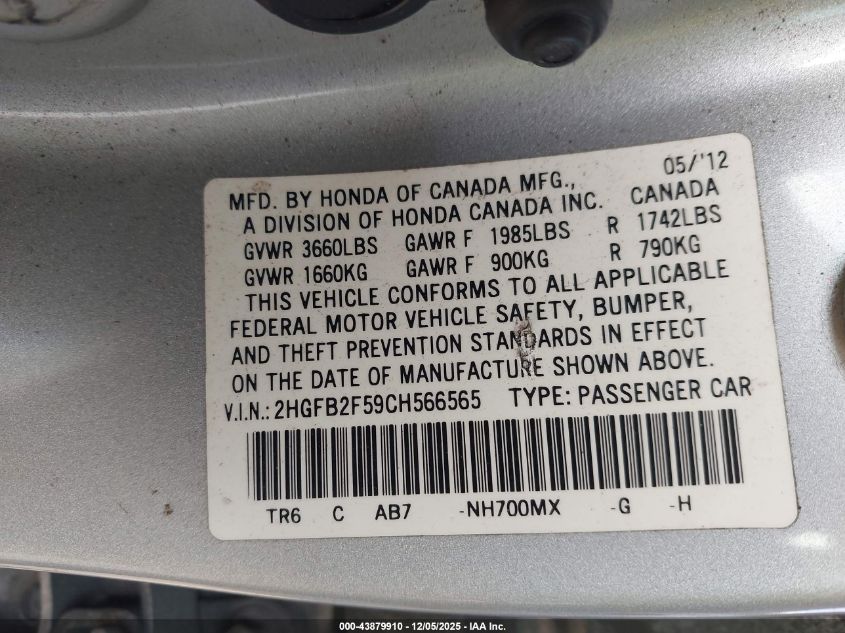 05/'12
MFD. BY HONDA OF CANADA MFG.,
A DIVISION OF HONDA CANADA INC. CANADA
GVWR 3660LBS GAWR F 1985LBS R 1742LBS
GVWR 1660KG GAWR F 900KG R 790KG
THIS VEHICLE CONFORMS TO ALL APPLICABLE
FEDERAL MOTOR VEHICLE SAFETY, BUMPER,
AND THEFT PREVENTION STANDARDS IN EFFECT
ON THE DATE OF MANUFACTURE SHOWN ABOVE.
V.I.N.: 2HGFB2F59CH566565 TYPE: PASSENGER CAR
TR6 C AB7 -NH700MX -G -H
000-43879910 - 12/05/2025 - IAA Inc.